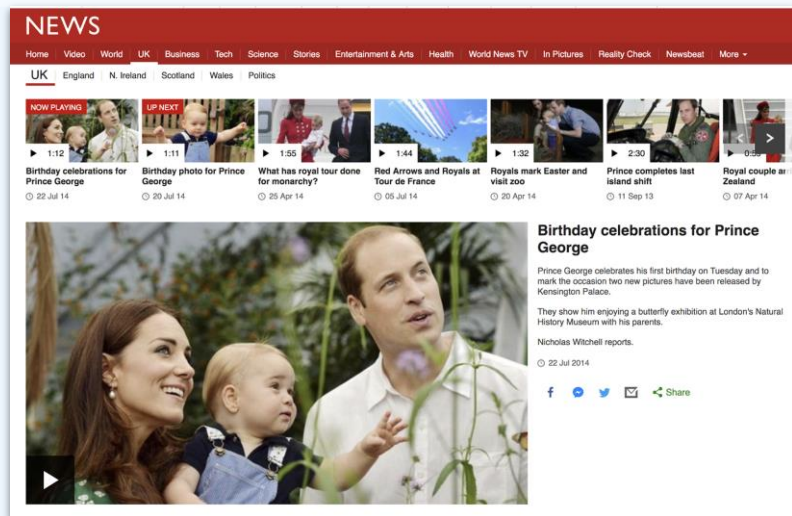 NEWS
Home Video World UK Business Tech Science Stories Entertainment & Arts Health World News TV In Pictures Reality Check Newsbeat More
UK England N. Ireland Scotland Wales Politics
NOW PLAYING UP NEXT
1:12 1:11 1:55 1:44 1:32 2:30
Birthday celebrations for Birthday photo for Prince What has royal tour done Red Arrows and Royals at Royals mark Easter and Prince completes last Royal couple
Prince George George for monarchy? Tour de France visit zoo island shift Zealand
22 Jul 14 20 Jul 14 25 Apr 14 05 Jul 14 20 Apr 14 11 Sep 13 07 Apr 14
Birthday celebrations for Prince
George
Prince George celebrates his first birthday on Tuesday and to
mark the occasion two new pictures have been released by
Kensington Palace.
They show him enjoying a butterfly exhibition at London's Natural
History Museum with his parents.
Nicholas Witchell reports.
22 Jul 2014
Share